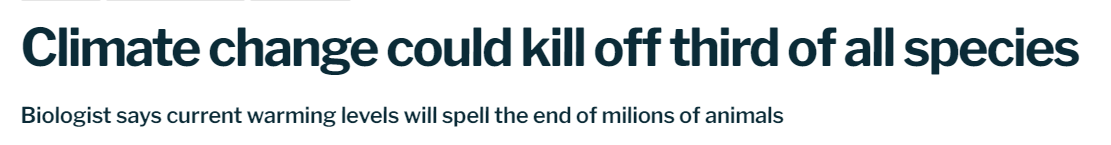 Climate change could kill off third of all species
Biologist says current warming levels will spell the end of milions of animals